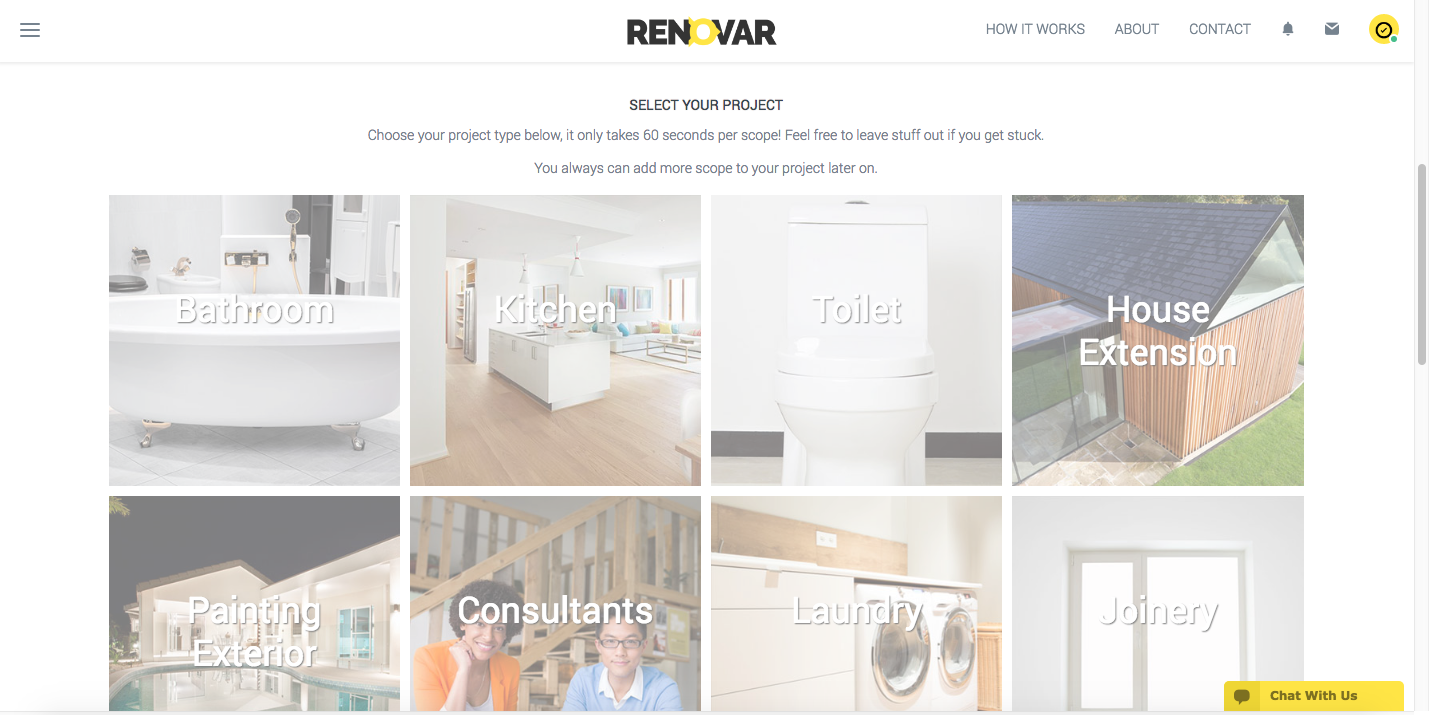 RENOVAR
HOW IT WORKS
ABOUT
CONTACT
SELECT YOUR PROJECT
Choose your project type below, it only takes 60 seconds per scope! Feel free to leave stuff out if you get stuck.
You always can add more scope to your project later on.
Bathroom
Kitchen
Toilet
House
Extension
Painting
Exterior
Consultants
Laundry
Joinery
Chat With Us